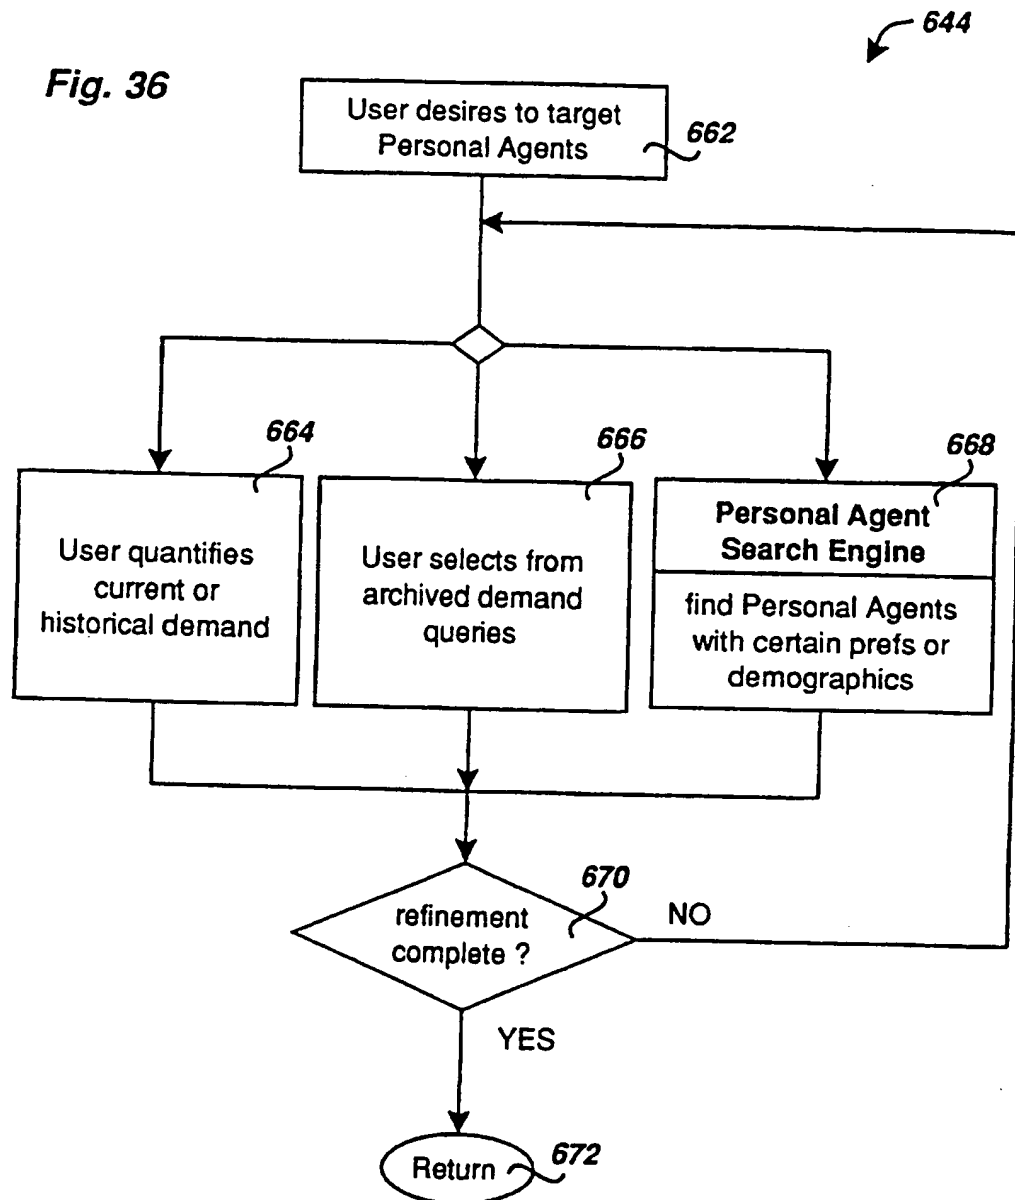 644
Fig. 36
User desires to target
Personal Agents
662
664
666
668
User quantifies
current or
historical demand
User selects from
archived demand
queries
Personal Agent
Search Engine
find Personal Agents
with certain prefs or
demographics
670
refinement
complete ?
NO
YES
Return
672